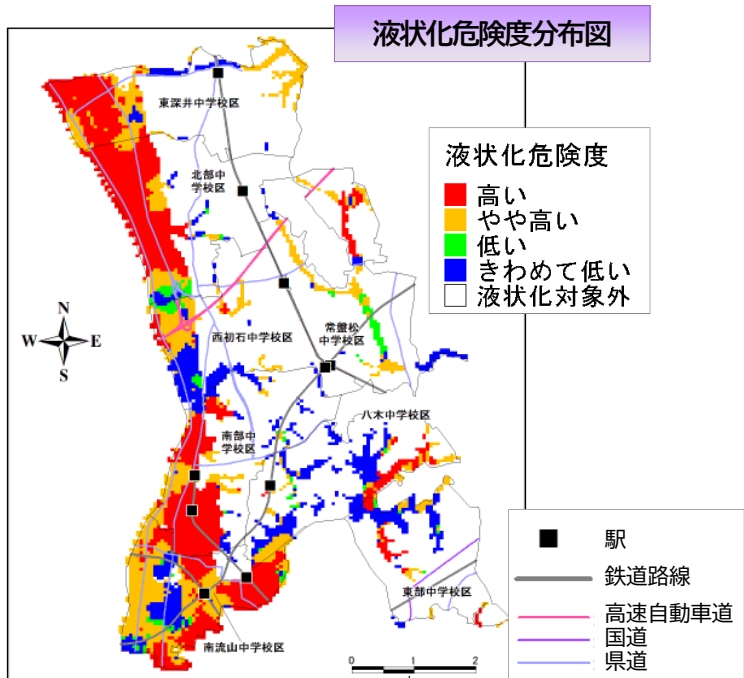 液状化危険度分布図
液状化危険度
高い
やや高い
低い
きわめて低い
液状化対象外
東深井中学校区
北部中
学校区
N
W
E
S
西初石中学校区
常盤松
中学校区
八木中学校区
南部中
学校区
東部中学校区
南流山中学校区
駅
鉄道路線
高速自動車道
国道
県道
0 1 2